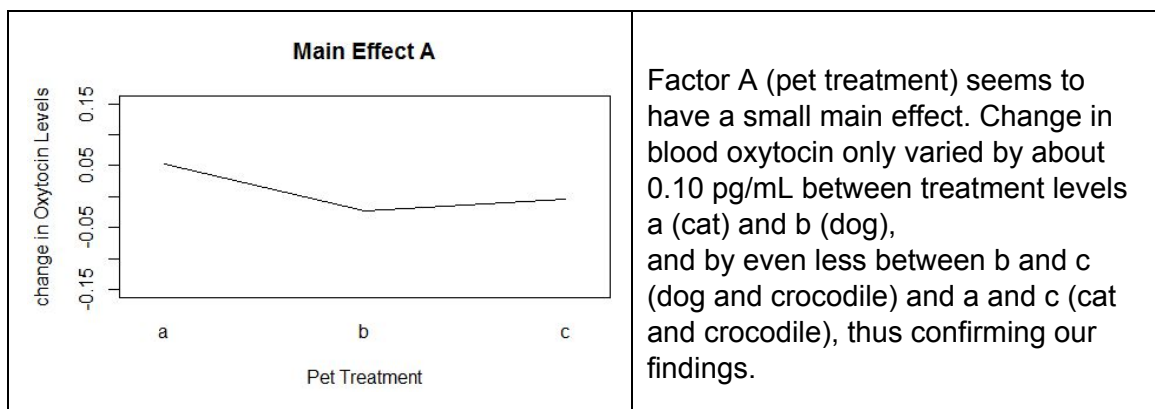 Main Effect A
change in Oxytocin Levels
0.15
0.05
-0.05
-0.15
a
b
c
Pet Treatment
Factor A (pet treatment) seems to
have a small main effect. Change in
blood oxytocin only varied by about
0.10 pg/mL between treatment levels
a (cat) and b (dog),
and by even less between b and c
(dog and crocodile) and a and c (cat
and crocodile), thus confirming our
findings.